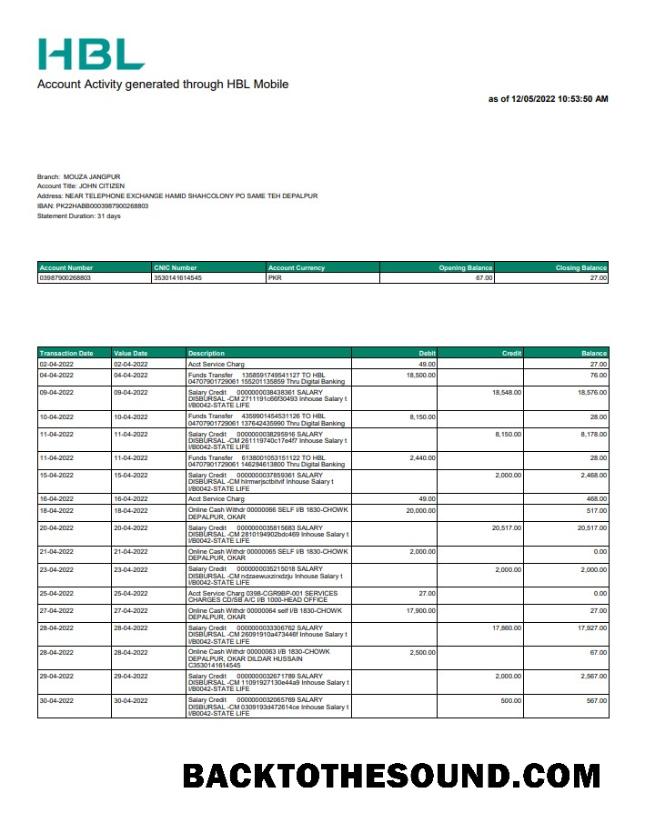 HBL
Account Activity generated through HBL Mobile
as of 12/05/2022 10:53:50 AM
Branch: MOUZA JANGPUR
Account Title: JOHN CITIZEN
Address: NEAR TELEPHONE EXCHANGE HAMID SHAHCOLONY PO SAME TEH DEPALPUR
IBAN: PK22HABB0003987900268803
Statement Duration: 31 days
Account Number CNIC Number Account Currency Opening Balance Closing Balance
03987900268803 3530141614545 PKR 67.00 27.00
Transaction Date Value Date Description Debit Credit Balance
02-04-2022 02-04-2022 Acct Service Charg 49.00 27.00
04-04-2022 04-04-2022 Funds Transfer 1358591749541127 TO HBL 18,500.00 76.00
04707901729061 155201135859 Thru Digital Banking
09-04-2022 09-04-2022 Salary Credit 0000000038438361 SALARY 18,548.00 18,576.00
DISBURSAL -CM 2711191c66f30493 Inhouse Salary t
I/B0042-STATE LIFE
10-04-2022 10-04-2022 Funds Transfer 4359901454531126 TO HBL 8,150.00 28.00
04707901729061 137642435990 Thru Digital Banking
11-04-2022 11-04-2022 Salary Credit 0000000038295916 SALARY 8,150.00 8,178.00
DISBURSAL -CM 261119740c17e4f7 Inhouse Salary t
I/B0042-STATE LIFE
11-04-2022 11-04-2022 Funds Transfer 6138001053151122 TO HBL 2,440.00 28.00
04707901729061 146284613800 Thru Digital Banking
15-04-2022 15-04-2022 Salary Credit 0000000037859361 SALARY 2,000.00 2,468.00
DISBURSAL -CM Inhouse Salary t
I/B0042-STATE LIFE
16-04-2022 16-04-2022 Acct Service Charg 49.00 468.00
18-04-2022 18-04-2022 Online Cash Withdr 00000066 SELF I/B 1830-CHOWK 20,000.00 517.00
DEPALPUR, OKAR
20-04-2022 20-04-2022 Salary Credit 0000000035815683 SALARY 20,517.00 20,517.00
DISBURSAL -CM 2810194902bdc469 Inhouse Salary t
I/B0042-STATE LIFE
21-04-2022 21-04-2022 Online Cash Withdr 00000065 SELF I/B 1830-CHOWK 2,000.00 0.00
DEPALPUR, OKAR
23-04-2022 23-04-2022 Salary Credit 0000000035215018 SALARY 2,000.00 2,000.00
DISBURSAL -CM Inhouse Salary t
I/B0042-STATE LIFE
25-04-2022 25-04-2022 Acct Service Charg 0398-CGR9BP-001 SERVICES 27.00 0.00
CHARGES CD/SB A/C I/B 1000-HEAD OFFICE
27-04-2022 27-04-2022 Online Cash Withdr 00000064 self I/B 1830-CHOWK 17,900.00 27.00
DEPALPUR, OKAR
28-04-2022 28-04-2022 Salary Credit 0000000033306762 SALARY 17,860.00 17,927.00
DISBURSAL -CM 26091910a473446f Inhouse Salary t
I/B0042-STATE LIFE
28-04-2022 28-04-2022 Online Cash Withdr 00000063 I/B 1830-CHOWK 2,500.00 67.00
DEPALPUR, OKAR DILDAR HUSSAIN
C3530141614545
29-04-2022 29-04-2022 Salary Credit 0000000032671789 SALARY 2,000.00 2,567.00
DISBURSAL -CM 11091927130e44a9 Inhouse Salary t
I/B0042-STATE LIFE
30-04-2022 30-04-2022 Salary Credit 0000000032065769 SALARY 500.00 567.00
DISBURSAL -CM 0309193d472614ce Inhouse Salary t
I/B0042-STATE LIFE
BACKTOTHESOUND.COM